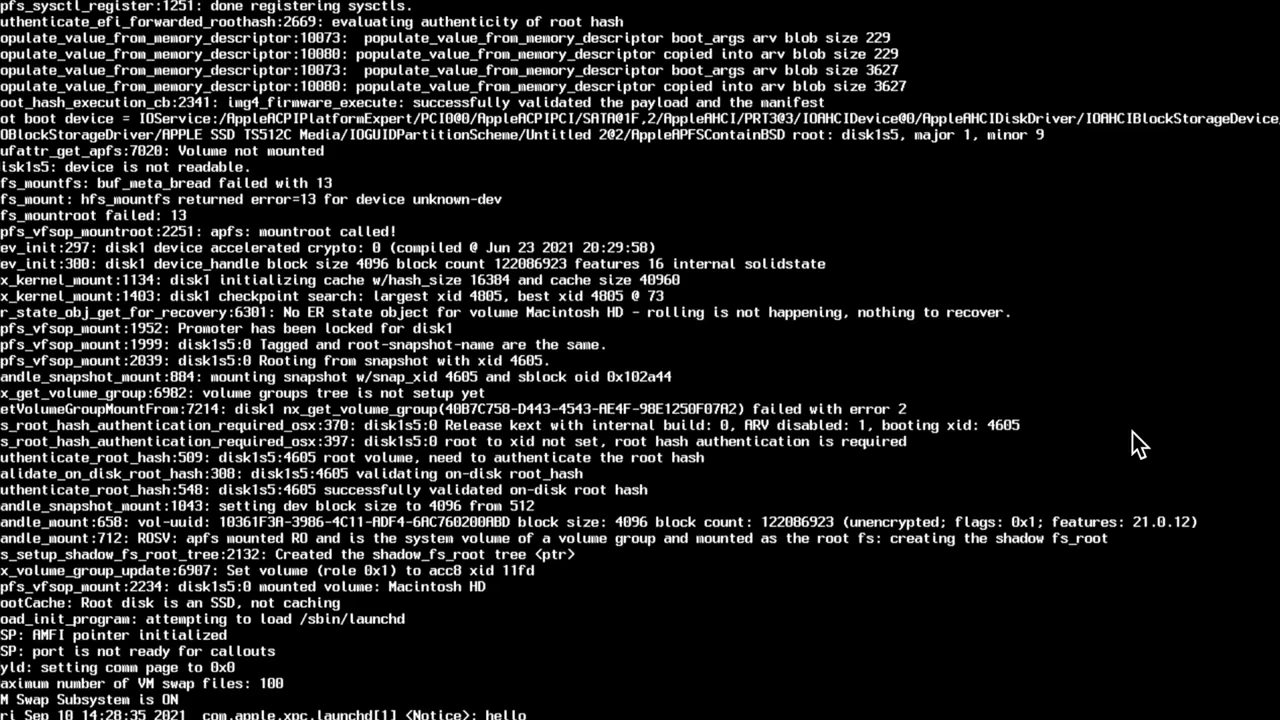 pfs_sysctl_register:1251: done registering sysctls.
uthenticate_efi_forwarded_roothash:2669: evaluating authenticity of root hash
opulate_value_from_memory_descriptor:10073:  populate_value_from_memory_descriptor boot_args arv blob size 229
opulate_value_from_memory_descriptor:10080: populate_value_from_memory_descriptor copied into arv blob size 229
opulate_value_from_memory_descriptor:10073:  populate_value_from_memory_descriptor boot_args arv blob size 3627
opulate_value_from_memory_descriptor:10080: populate_value_from_memory_descriptor copied into arv blob size 3627
oot_hash_execution_cb:2341: img4_firmware_execute: successfully validated the payload and the manifest
ot boot device = IOService:/AppleACPIPlatformExpert/PCI0@0/AppleACPIPCI/SATA@1F,2/AppleAHCI/PRT3@3/IOAHCIDevice@0/AppleAHCIDiskDriver/IOAHCIBlockStorageDevice
OBlockStorageDriver/APPLE SSD TS512C Media/IOGUIDPartitionScheme/Untitled 2@2/AppleAPFSContainBSD root: disk1s5, major 1, minor 9
ufattr_get_apfs:7020: Volume not mounted
isk1s5: device is not readable.
fs_mountfs: buf_meta_bread failed with 13
fs_mount: hfs_mountfs returned error=13 for device unknown-dev
fs_mountroot failed: 13
pfs_vfsop_mountroot:2251: apfs: mountroot called!
ev_init:297: disk1 device accelerated crypto: 0 (compiled @ Jun 23 2021 20:29:58)
ev_init:300: disk1 device_handle block size 4096 block count 122086923 features 16 internal solidstate
x_kernel_mount:1134: disk1 initializing cache w/hash_size 16384 and cache size 40960
x_kernel_mount:1403: disk1 checkpoint search: largest xid 4805, best xid 4805 @ 73
r_state_obj_get_for_recovery:6301: No ER state object for volume Macintosh HD - rolling is not happening, nothing to recover.
pfs_vfsop_mount:1952: Promoter has been locked for disk1
pfs_vfsop_mount:1999: disk1s5:0 Tagged and root-snapshot-name are the same.
pfs_vfsop_mount:2039: disk1s5:0 Rooting from snapshot with xid 4605.
andle_snapshot_mount:884: mounting snapshot w/snap_xid 4605 and sblock oid 0x102a44
x_get_volume_group:6982: volume groups tree is not setup yet
etVolumeGroupMountFrom:7214: disk1 nx_get_volume_group(40B7C758-D443-4543-AE4F-98E1250F07A2) failed with error 2
s_root_hash_authentication_required_osx:370: disk1s5:0 Release kext with internal build: 0, ARV disabled: 1, booting xid: 4605
s_root_hash_authentication_required_osx:397: disk1s5:0 root to xid not set, root hash authentication is required
uthenticate_root_hash:509: disk1s5:4605 root volume, need to authenticate the root hash
alidate_on_disk_root_hash:308: disk1s5:4605 validating on-disk root_hash
uthenticate_root_hash:548: disk1s5:4605 successfully validated on-disk root hash
andle_snapshot_mount:1043: setting dev block size to 4096 from 512
andle_mount:658: vol-uuid: 10361F3A-3986-4C11-ADF4-6AC760200ABD block size: 4096 block count: 122086923 (unencrypted; flags: 0x1; features: 21.0.12)
andle_mount:712: ROSV: apfs mounted RO and is the system volume of a volume group and mounted as the root fs: creating the shadow fs_root
s_setup_shadow_fs_root_tree:2132: Created the shadow_fs_root tree <ptr>
x_volume_group_update:6907: Set volume (role 0x1) to acc8 xid 11fd
pfs_vfsop_mount:2234: disk1s5:0 mounted volume: Macintosh HD
ootCache: Root disk is an SSD, not caching
oad_init_program: attempting to load /sbin/launchd
SP: AMFI pointer initialized
SP: port is not ready for callouts
yld: setting comm page to 0x0
aximum number of VM swap files: 100
M Swap Subsystem is ON
ri Sep 10 14:28:35 2021  com.apple.xpc.launchd[1] <Notice>: hello